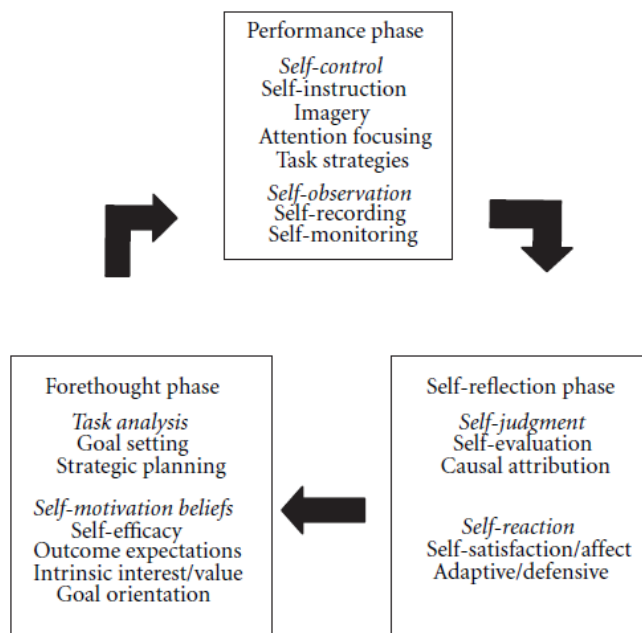 Performance phase
Self-control
Self-instruction
Imagery
Attention focusing
Task strategies
Self-observation
Self-recording
Self-monitoring
Forethought phase
Task analysis
Goal setting
Strategic planning
Self-motivation beliefs
Self-efficacy
Outcome expectations
Intrinsic interest/value
Goal orientation
Self-reflection phase
Self-judgment
Self-evaluation
Causal attribution
Self-reaction
Self-satisfaction/affect
Adaptive/defensive